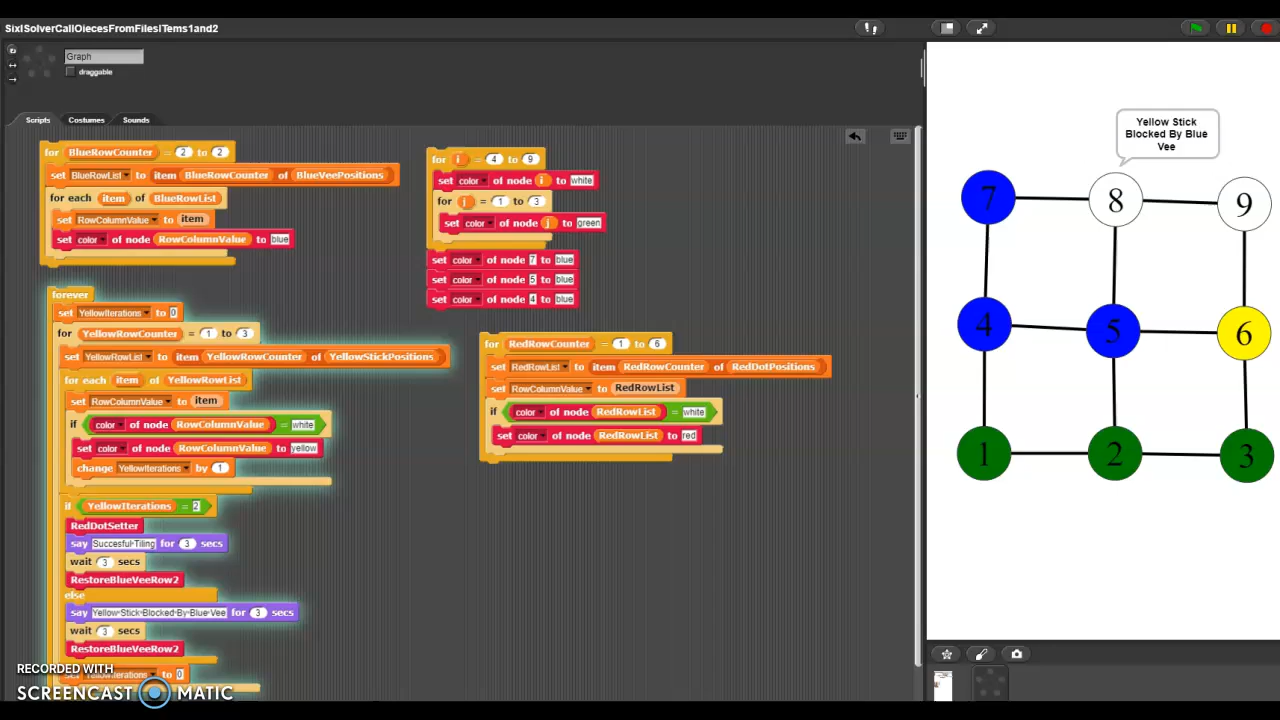 SixISolverCallOiecesFromFilesITems1and2
Graph
draggable
Scripts Costumes Sounds
for BlueRowCounter = 2 to 2
set BlueRowList to item BlueRowCounter of BlueVeePositions
for each item of BlueRowList
set RowColumnValue to item
set color of node RowColumnValue to blue
forever
set YellowIterations to 0
for YellowRowCounter = 1 to 3
set YellowRowList to item YellowRowCounter of YellowStickPositions
for each item of YellowRowList
set RowColumnValue to item
if color of node RowColumnValue = white
set color of node RowColumnValue to yellow
change YellowIterations by 1
if YellowIterations = 2
RedDotSetter
say Succesful·Tiling for 3 secs
wait 3 secs
RestoreBlueVeeRow2
else
say Yellow·Stick·Blocked·By·Blue·Vee for 3 secs
wait 3 secs
RestoreBlueVeeRow2
set YellowIterations to 0
for i = 4 to 9
set color of node i to white
for j = 1 to 3
set color of node j to green
set color of node 7 to blue
set color of node 5 to blue
set color of node 4 to blue
for RedRowCounter = 1 to 6
set RedRowList to item RedRowCounter of RedDotPositions
set RowColumnValue to RedRowList
if color of node RedRowList = white
set color of node RedRowList to red
Yellow Stick
Blocked By Blue
Vee
7 8 9
4 5 6
1 2 3
RECORDED WITH
SCREENCAST MATIC